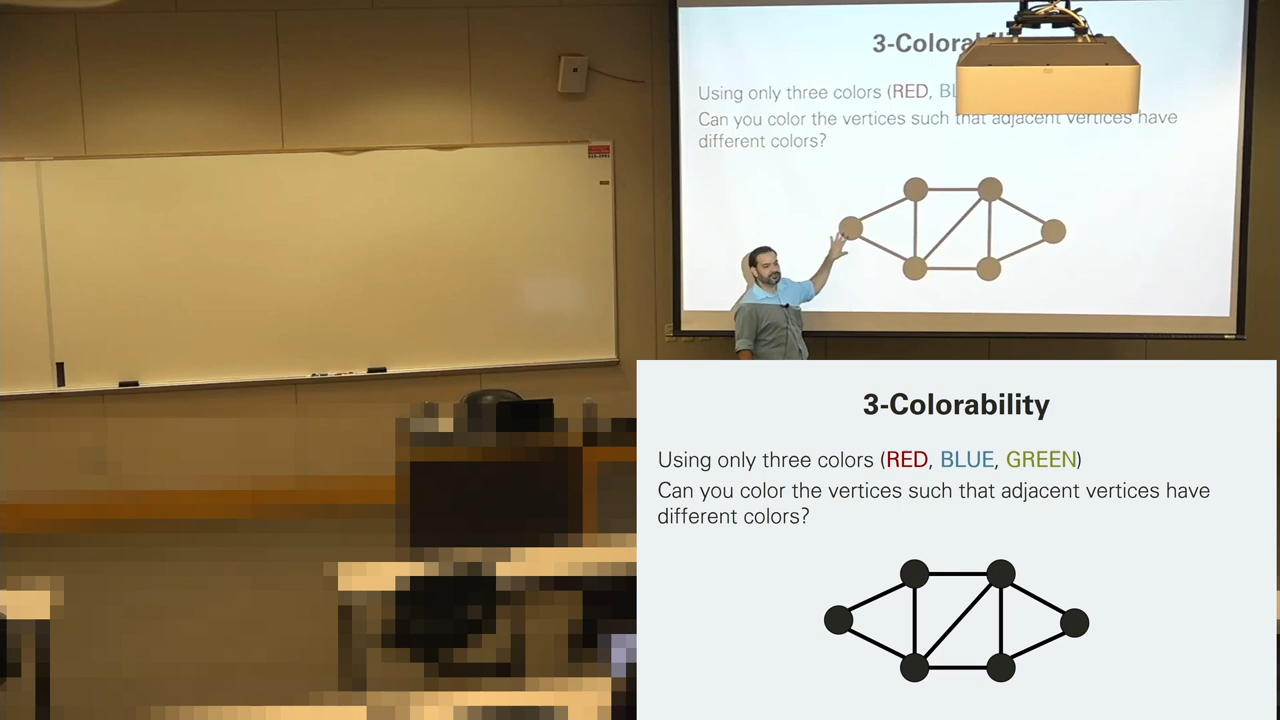 3-Colora
Using only three colors (RED, BL
Can you color the vertices such that adjacent vertices have
different colors?
3-Colorability
Using only three colors (RED, BLUE, GREEN)
Can you color the vertices such that adjacent vertices have
different colors?